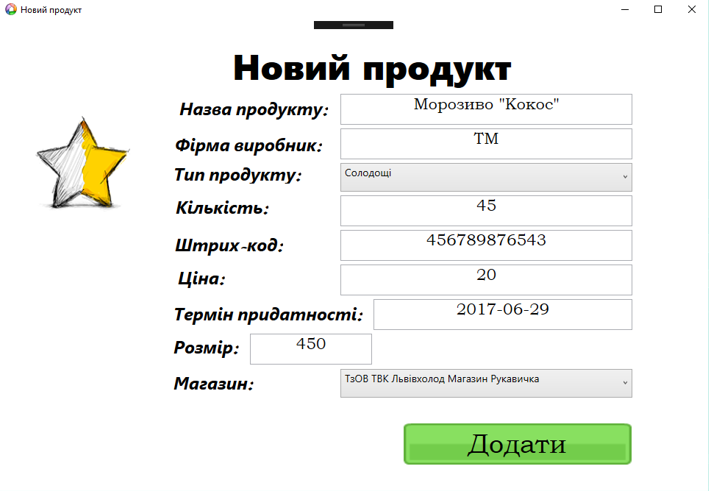 Новий продукт
Новий продукт
Назва продукту: Морозиво "Кокос"
Фірма виробник: ТМ
Тип продукту: Солодощі
Кількість: 45
Штрих-код: 456789876543
Ціна: 20
Термін придатності: 2017-06-29
Розмір: 450
Магазин: ТзОВ ТВК Львівхолод Магазин Рукавичка
Додати